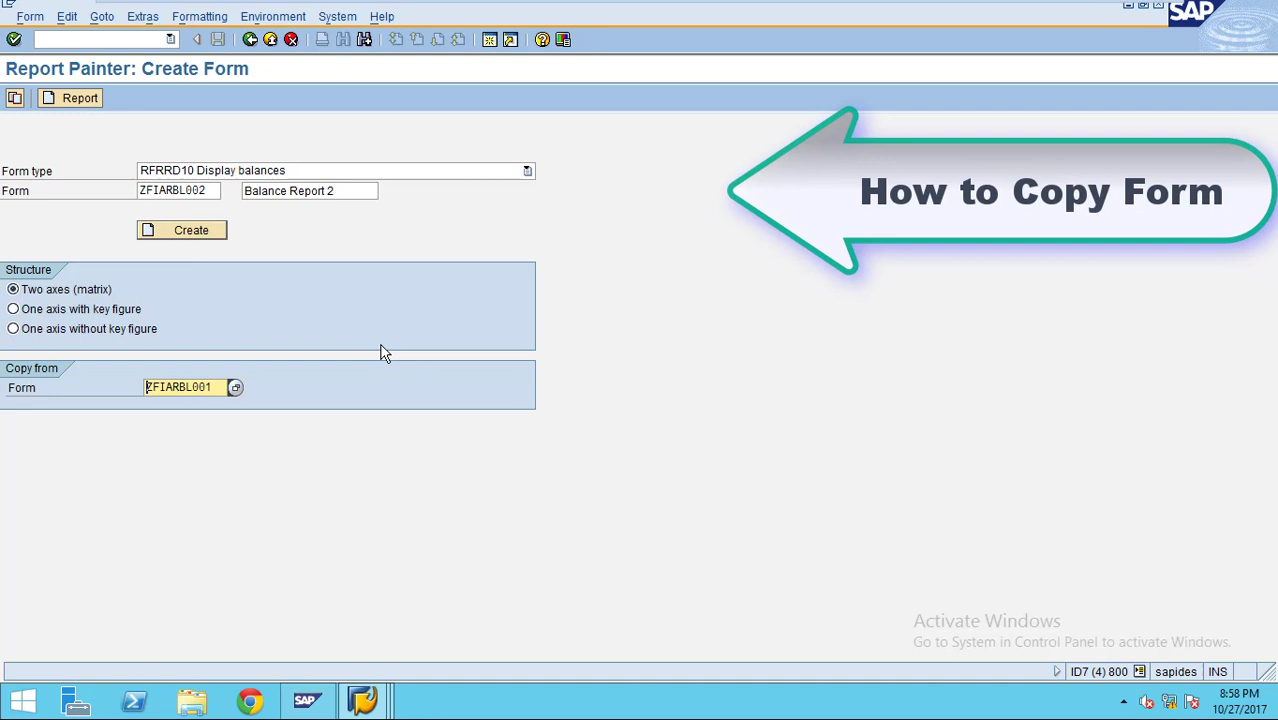 Form Edit Goto Extras Formatting Environment System Help
SAP
Report Painter: Create Form
Report
Form type RFRRD10 Display balances
Form ZFIARBL002 Balance Report 2
How to Copy Form
Create
Structure
Two axes (matrix)
One axis with key figure
One axis without key figure
Copy from
Form ZFIARBL001
Activate Windows
Go to System in Control Panel to activate Windows.
ID7 (4) 800 sapides INS
SAP
8:58 PM
10/27/2017